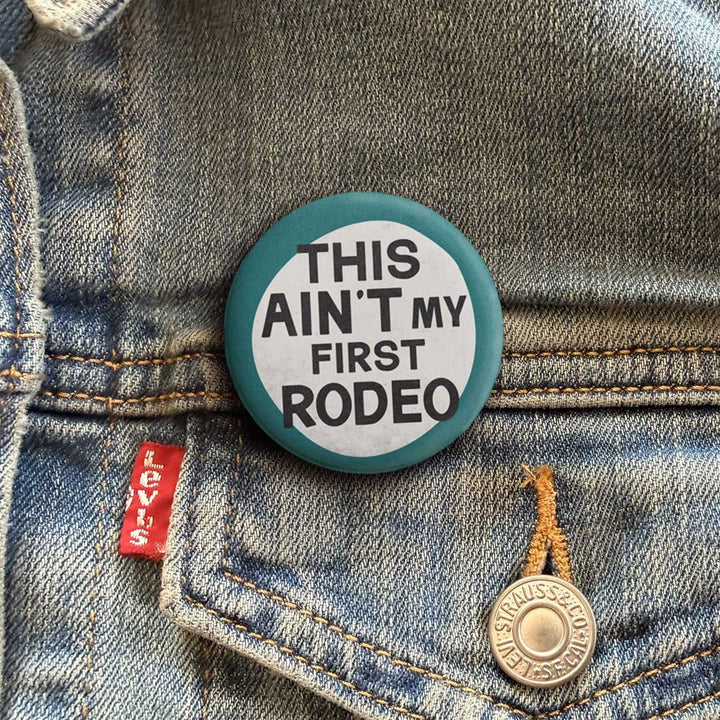 THIS
AIN'T MY
FIRST
RODEO
Levi's
LEVI STRAUSS & CO.
S.F. CAL